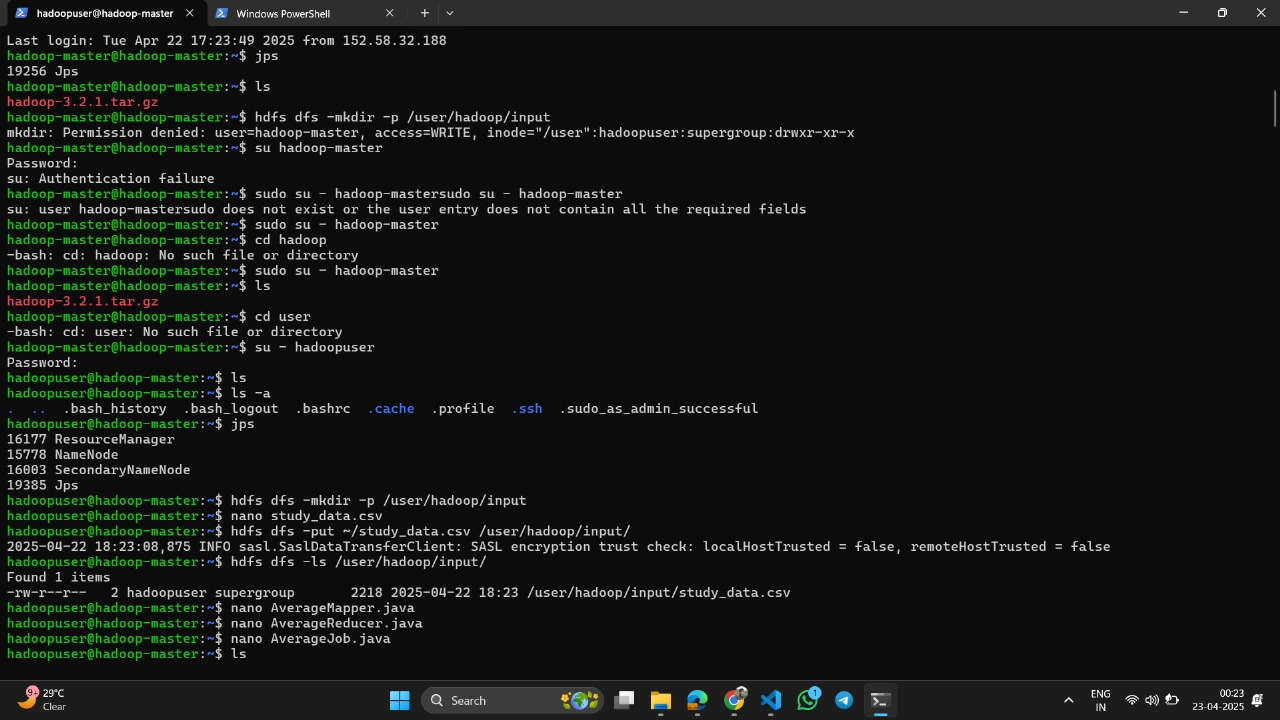 hadoopuser@hadoop-master
Windows PowerShell
Last login: Tue Apr 22 17:23:49 2025 from 152.58.32.188
hadoop-master@hadoop-master:~$ jps
19256 Jps
hadoop-master@hadoop-master:~$ ls
hadoop-3.2.1.tar.gz
hadoop-master@hadoop-master:~$ hdfs dfs -mkdir -p /user/hadoop/input
mkdir: Permission denied: user=hadoop-master, access=WRITE, inode="/user":hadoopuser:supergroup:drwxr-xr-x
hadoop-master@hadoop-master:~$ su hadoop-master
Password:
su: Authentication failure
hadoop-master@hadoop-master:~$ sudo su - hadoop-mastersudo su - hadoop-master
su: user hadoop-mastersudo does not exist or the user entry does not contain all the required fields
hadoop-master@hadoop-master:~$ sudo su - hadoop-master
hadoop-master@hadoop-master:~$ cd hadoop
-bash: cd: hadoop: No such file or directory
hadoop-master@hadoop-master:~$ sudo su - hadoop-master
hadoop-master@hadoop-master:~$ ls
hadoop-3.2.1.tar.gz
hadoop-master@hadoop-master:~$ cd user
-bash: cd: user: No such file or directory
hadoop-master@hadoop-master:~$ su - hadoopuser
Password:
hadoopuser@hadoop-master:~$ ls
hadoopuser@hadoop-master:~$ ls -a
. .. .bash_history .bash_logout .bashrc .cache .profile .ssh .sudo_as_admin_successful
hadoopuser@hadoop-master:~$ jps
16177 ResourceManager
15778 NameNode
16003 SecondaryNameNode
19385 Jps
hadoopuser@hadoop-master:~$ hdfs dfs -mkdir -p /user/hadoop/input
hadoopuser@hadoop-master:~$ nano study_data.csv
hadoopuser@hadoop-master:~$ hdfs dfs -put ~/study_data.csv /user/hadoop/input/
2025-04-22 18:23:08,875 INFO sasl.SaslDataTransferClient: SASL encryption trust check: localHostTrusted = false, remoteHostTrusted = false
hadoopuser@hadoop-master:~$ hdfs dfs -ls /user/hadoop/input/
Found 1 items
-rw-r--r-- 2 hadoopuser supergroup 2218 2025-04-22 18:23 /user/hadoop/input/study_data.csv
hadoopuser@hadoop-master:~$ nano AverageMapper.java
hadoopuser@hadoop-master:~$ nano AverageReducer.java
hadoopuser@hadoop-master:~$ nano AverageJob.java
hadoopuser@hadoop-master:~$ ls
9+
29°C
Clear
Search
1
ENG
IN
00:23
23-04-2025